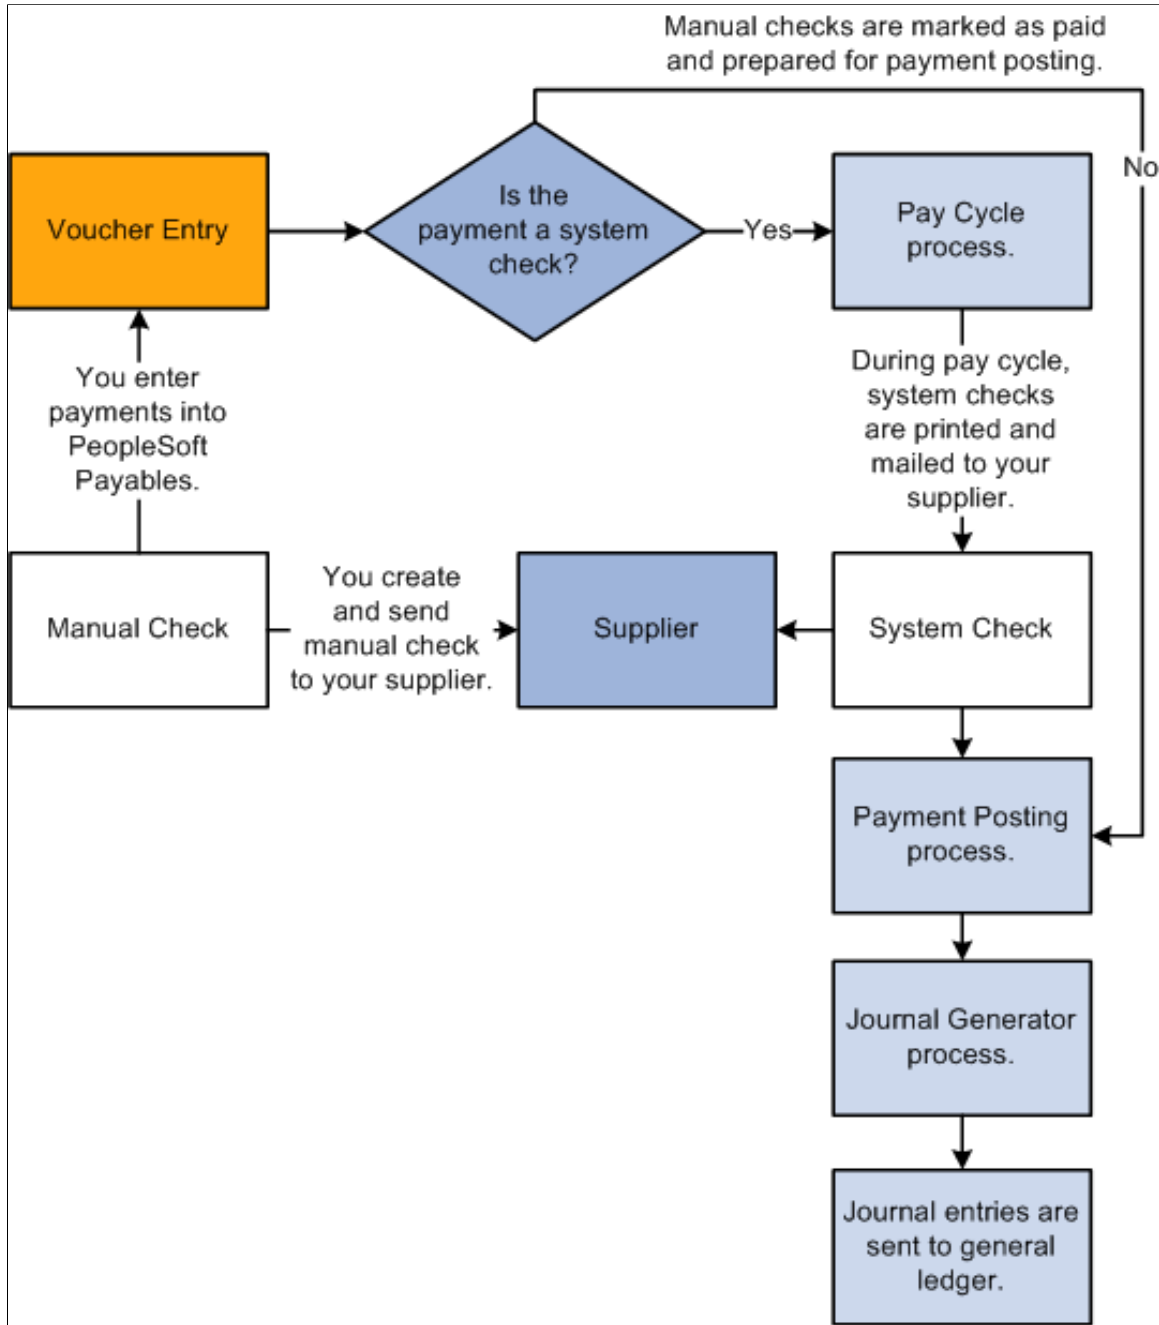 Manual checks are marked as paid
and prepared for payment posting.
No
Voucher Entry
Is the
payment a system
check?
Yes
Pay Cycle
process.
You enter
payments into
PeopleSoft
Payables.
During pay cycle,
system checks
are printed and
mailed to your
supplier.
Manual Check
You create
and send
manual check
to your supplier.
Supplier
System Check
Payment Posting
process.
Journal Generator
process.
Journal entries are
sent to general
ledger.